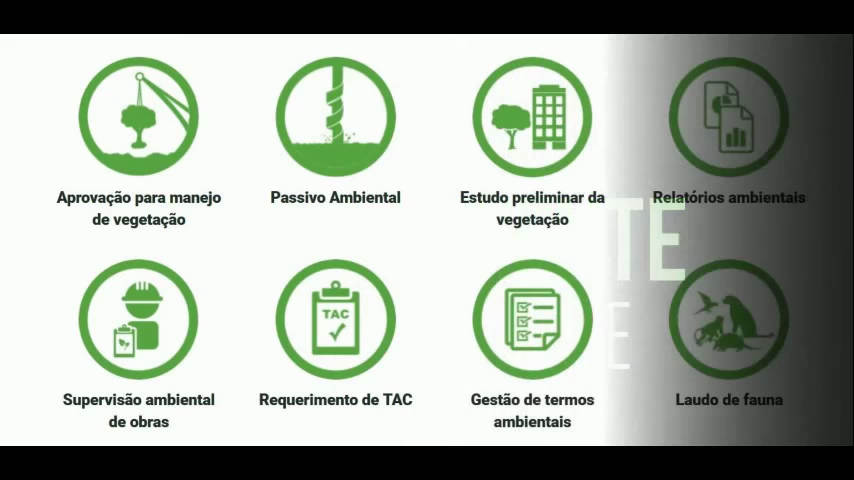 Aprovação para manejo
de vegetação
Passivo Ambiental
Estudo preliminar da
vegetação
Relatórios ambientais
TE
E
TAC
Supervisão ambiental
de obras
Requerimento de TAC
Gestão de termos
ambientais
Laudo de fauna